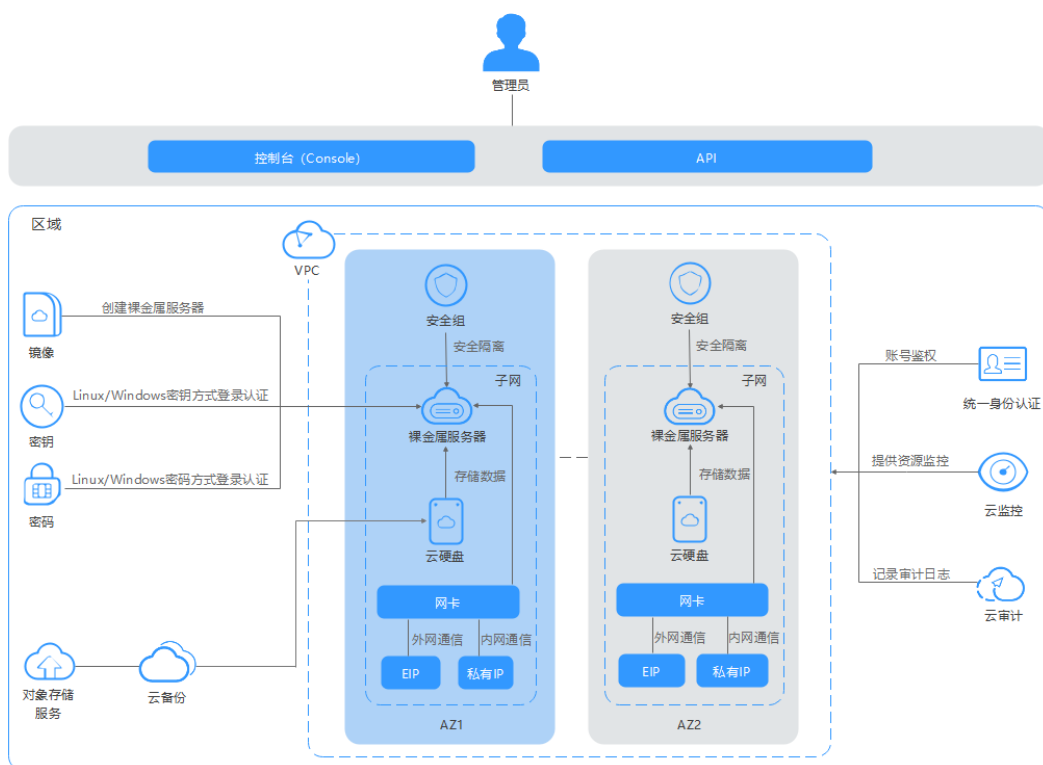 管理员
控制台（Console）
API
区域
VPC
镜像
创建裸金属服务器
密钥
Linux/Windows密钥方式登录认证
密码
Linux/Windows密码方式登录认证
对象存储
服务
云备份
安全组
安全隔离
子网
裸金属服务器
存储数据
云硬盘
网卡
外网通信
内网通信
EIP
私有IP
AZ1
安全组
安全隔离
子网
裸金属服务器
存储数据
云硬盘
网卡
外网通信
内网通信
EIP
私有IP
AZ2
账号鉴权
统一身份认证
提供资源监控
云监控
记录审计日志
云审计